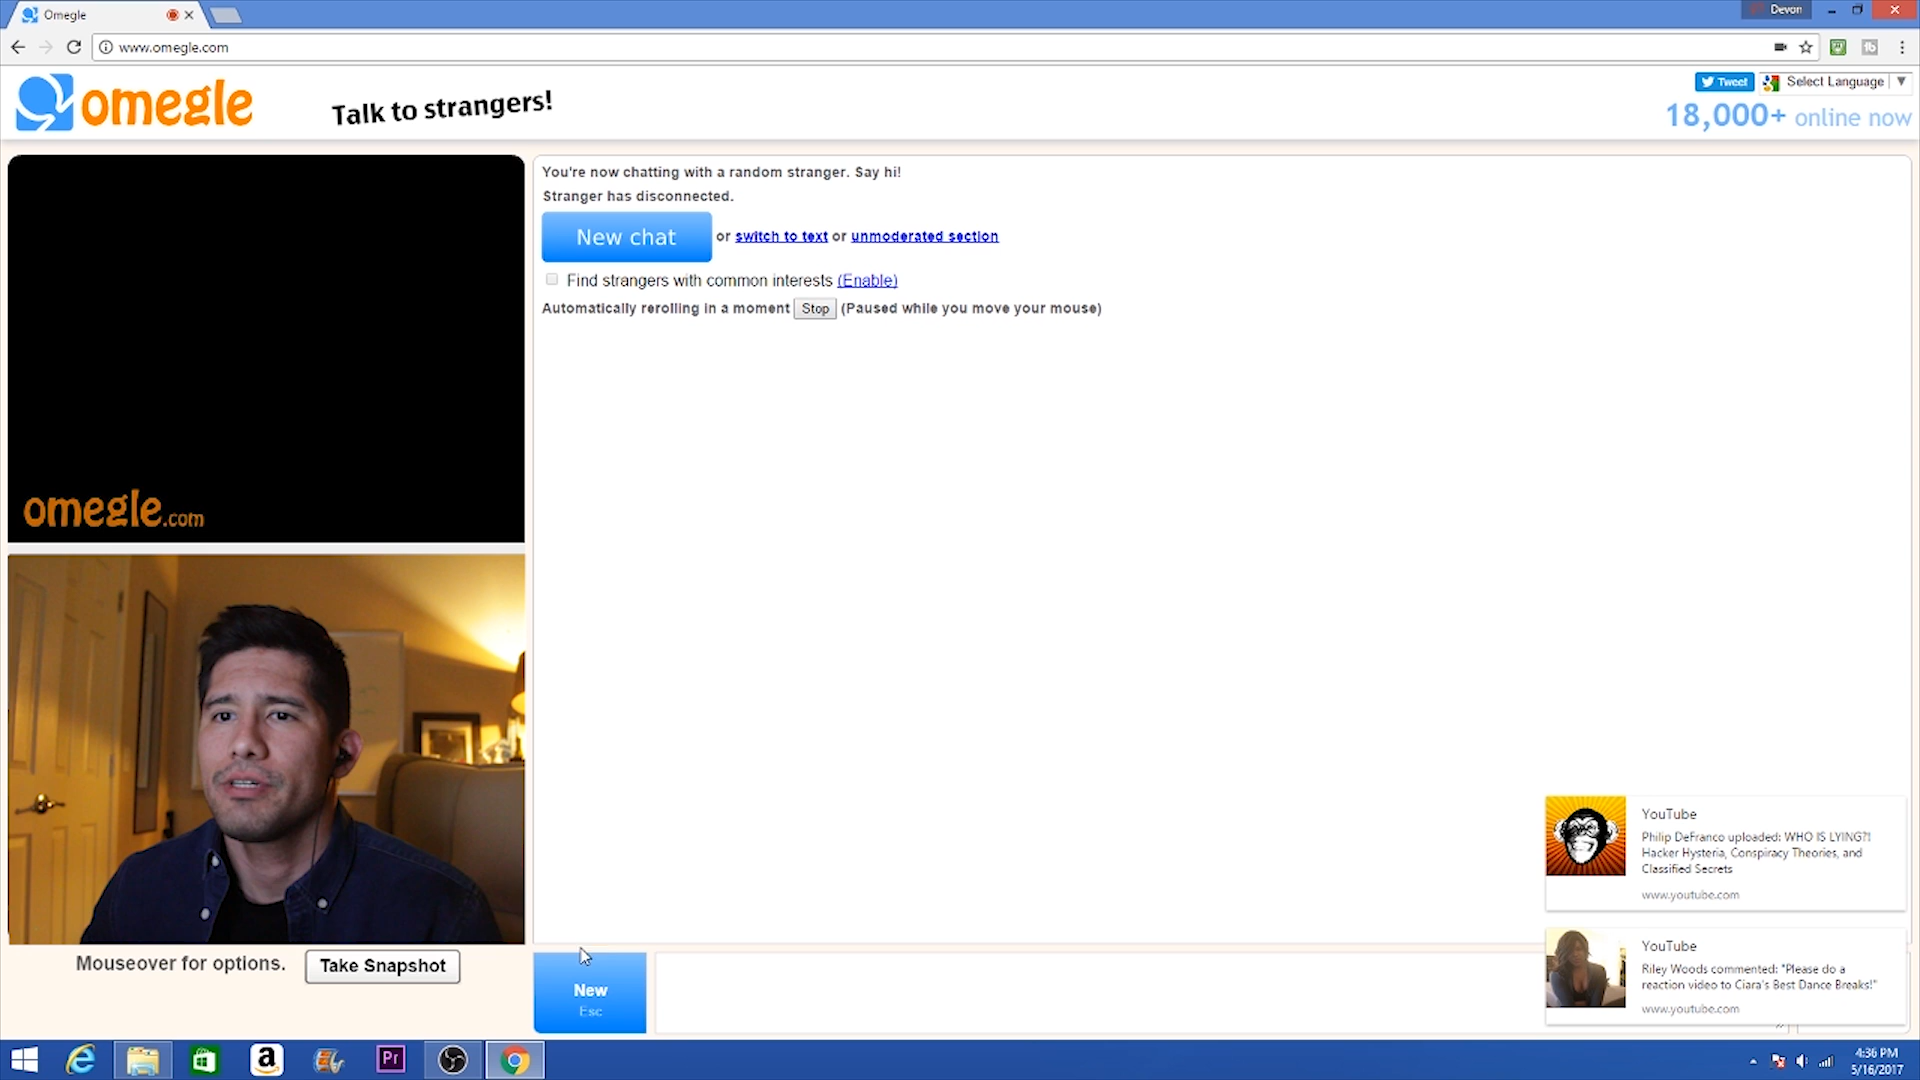 Omegle
Devon
www.omegle.com
omegle
Talk to strangers!
Tweet
Select Language
18,000+ online now
You're now chatting with a random stranger. Say hi!
Stranger has disconnected.
New chat or switch to text or unmoderated section
Find strangers with common interests (Enable)
Automatically rerolling in a moment Stop (Paused while you move your mouse)
omegle.com
YouTube
Philip DeFranco uploaded: WHO IS LYING?!
Hacker Hysteria, Conspiracy Theories, and
Classified Secrets
www.youtube.com
YouTube
Riley Woods commented: "Please do a
reaction video to Ciara's Best Dance Breaks!"
www.youtube.com
Mouseover for options.
Take Snapshot
New
Esc
Pr
4:36 PM
5/16/2017